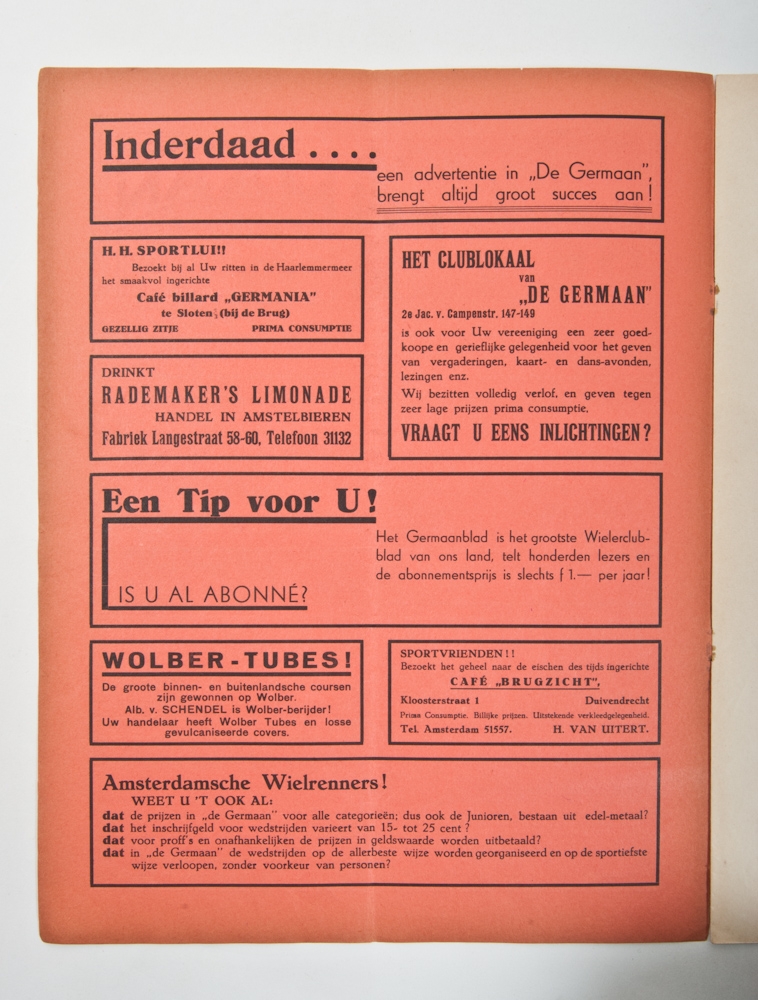 Inderdaad ....
een advertentie in „De Germaan”,
brengt altijd groot succes aan!
H. H. SPORTLUI!!
Bezoekt bij al Uw ritten in de Haarlemmermeer
het smaakvol ingerichte
Café billard „GERMANIA”
te Sloten (bij de Brug)
GEZELLIG ZITJE PRIMA CONSUMPTIE
DRINKT
RADEMAKER'S LIMONADE
HANDEL IN AMSTELBIEREN
Fabriek Langestraat 58-60, Telefoon 31132
HET CLUBLOKAAL
van
„DE GERMAAN”
2e Jac. v. Campenstr. 147-149
is ook voor Uw vereeniging een zeer goed-
koope en gerieflijke gelegenheid voor het geven
van vergaderingen, kaart- en dans-avonden,
lezingen enz.
Wij bezitten volledig verlof, en geven tegen
zeer lage prijzen prima consumptie.
VRAAGT U EENS INLICHTINGEN?
Een Tip voor U!
IS U AL ABONNÉ?
Het Germaanblad is het grootste Wielerclub-
blad van ons land, telt honderden lezers en
de abonnementsprijs is slechts f 1.— per jaar!
WOLBER-TUBES!
De groote binnen- en buitenlandsche coursen
zijn gewonnen op Wolber.
Alb. v. SCHENDEL is Wolber-berijder!
Uw handelaar heeft Wolber Tubes en losse
gevulcaniseerde covers.
SPORTVRIENDEN!!
Bezoekt het geheel naar de eischen des tijds ingerichte
CAFÉ „BRUGZICHT”,
Kloosterstraat 1 Duivendrecht
Prima Consumptie. Billijke prijzen. Uitstekende verkleedgelegenheid.
Tel. Amsterdam 51557. H. VAN UITERT.
Amsterdamsche Wielrenners!
WEET U 'T OOK AL:
dat de prijzen in „de Germaan” voor alle categorieën; dus ook de Junioren, bestaan uit edel-metaal?
dat het inschrijfgeld voor wedstrijden varieert van 15- tot 25 cent?
dat voor proff's en onafhankelijken de prijzen in geldswaarde worden uitbetaald?
dat in „de Germaan” de wedstrijden op de allerbeste wijze worden georganiseerd en op de sportiefste
wijze verloopen, zonder voorkeur van personen?